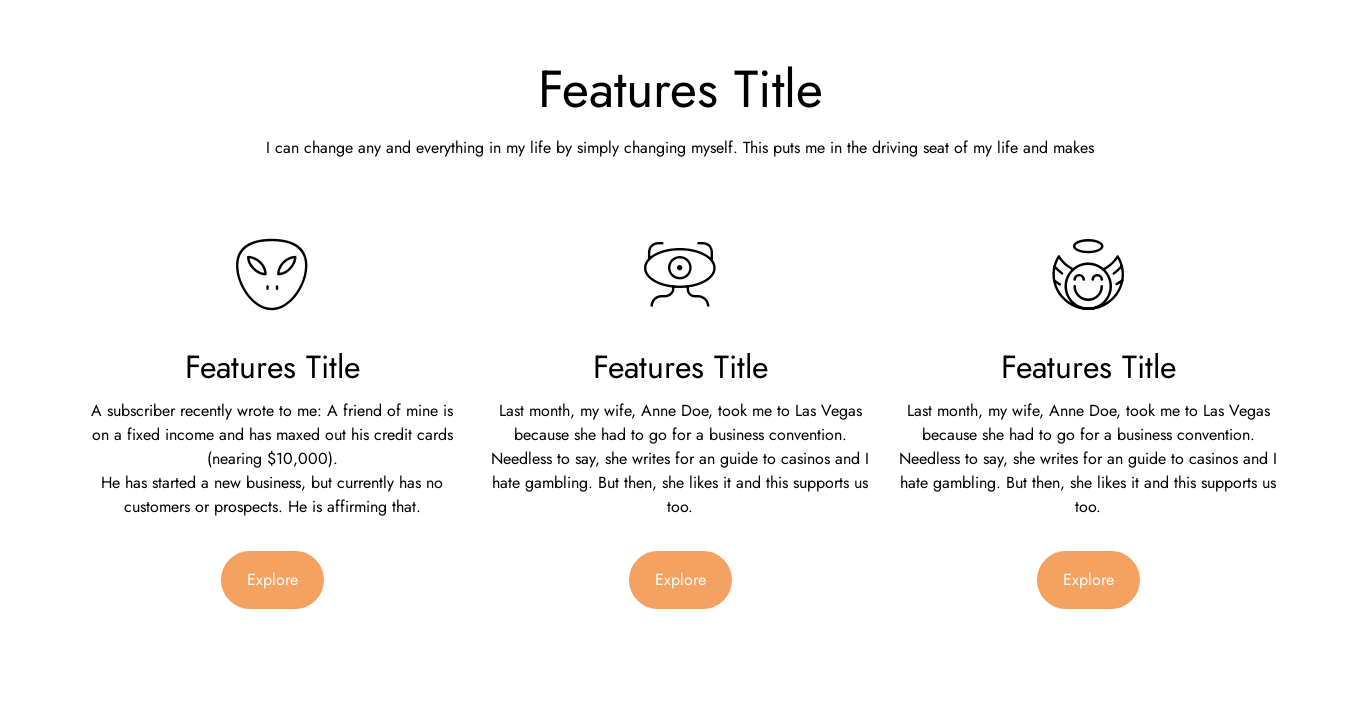 Features Title
I can change any and everything in my life by simply changing myself. This puts me in the driving seat of my life and makes
Features Title
A subscriber recently wrote to me: A friend of mine is
on a fixed income and has maxed out his credit cards
(nearing $10,000).
He has started a new business, but currently has no
customers or prospects. He is affirming that.
Explore
Features Title
Last month, my wife, Anne Doe, took me to Las Vegas
because she had to go for a business convention.
Needless to say, she writes for an guide to casinos and I
hate gambling. But then, she likes it and this supports us
too.
Explore
Features Title
Last month, my wife, Anne Doe, took me to Las Vegas
because she had to go for a business convention.
Needless to say, she writes for an guide to casinos and I
hate gambling. But then, she likes it and this supports us
too.
Explore